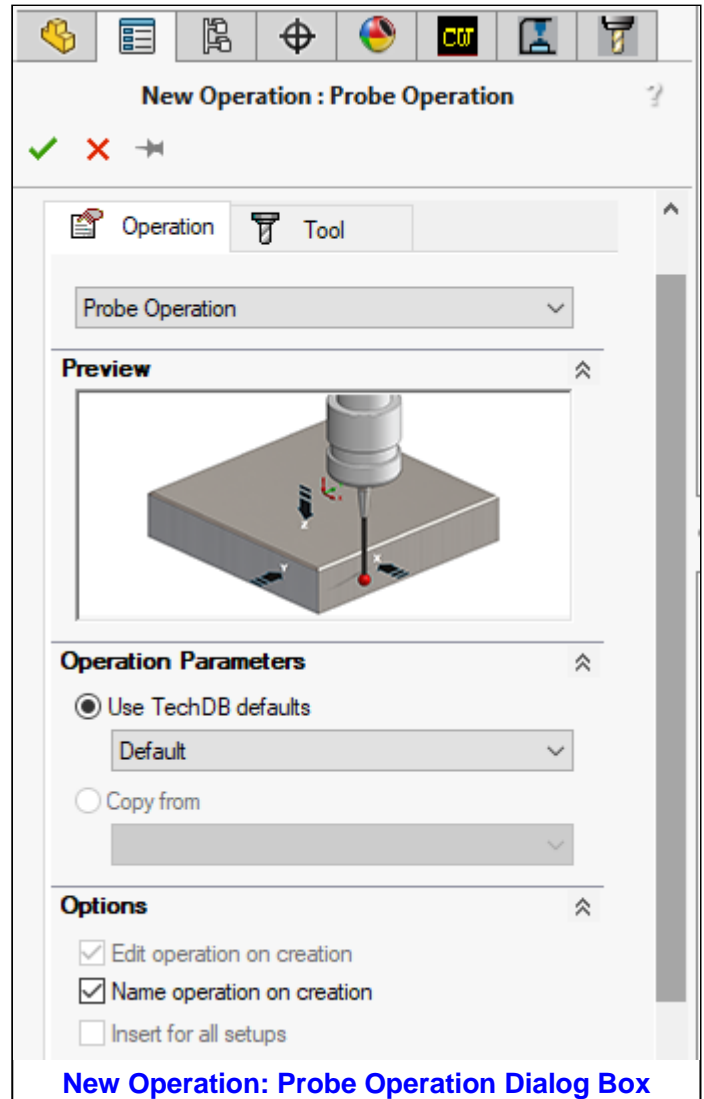 CW
New Operation : Probe Operation ?
Operation Tool
Probe Operation
Preview
Z
Y X
Operation Parameters
Use TechDB defaults
Default
Copy from
Options
Edit operation on creation
Name operation on creation
Insert for all setups
New Operation: Probe Operation Dialog Box